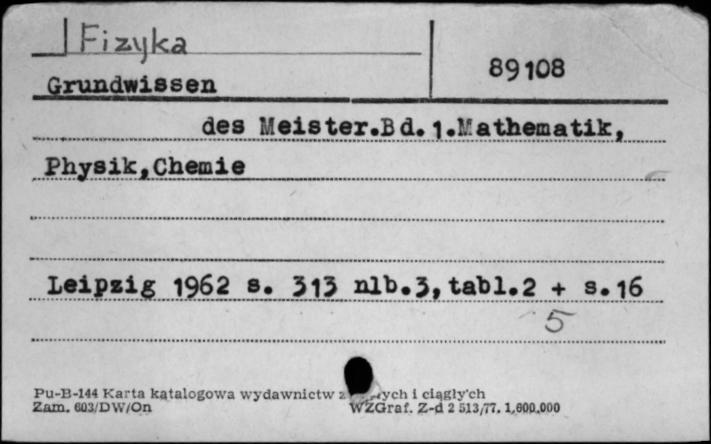 Fizyka
89108
Grundwissen
des Meister.Bd.1.Mathematik,
Physik,Chemie
Leipzig 1962 s. 313 nlb.3,tabl.2 + s.16
5
Pu-B-144 Karta katalogowa wydawnictw i ciągłych
Zam. 603/DW/On WZGraf. Z-d 2 513/77. 1,600,000